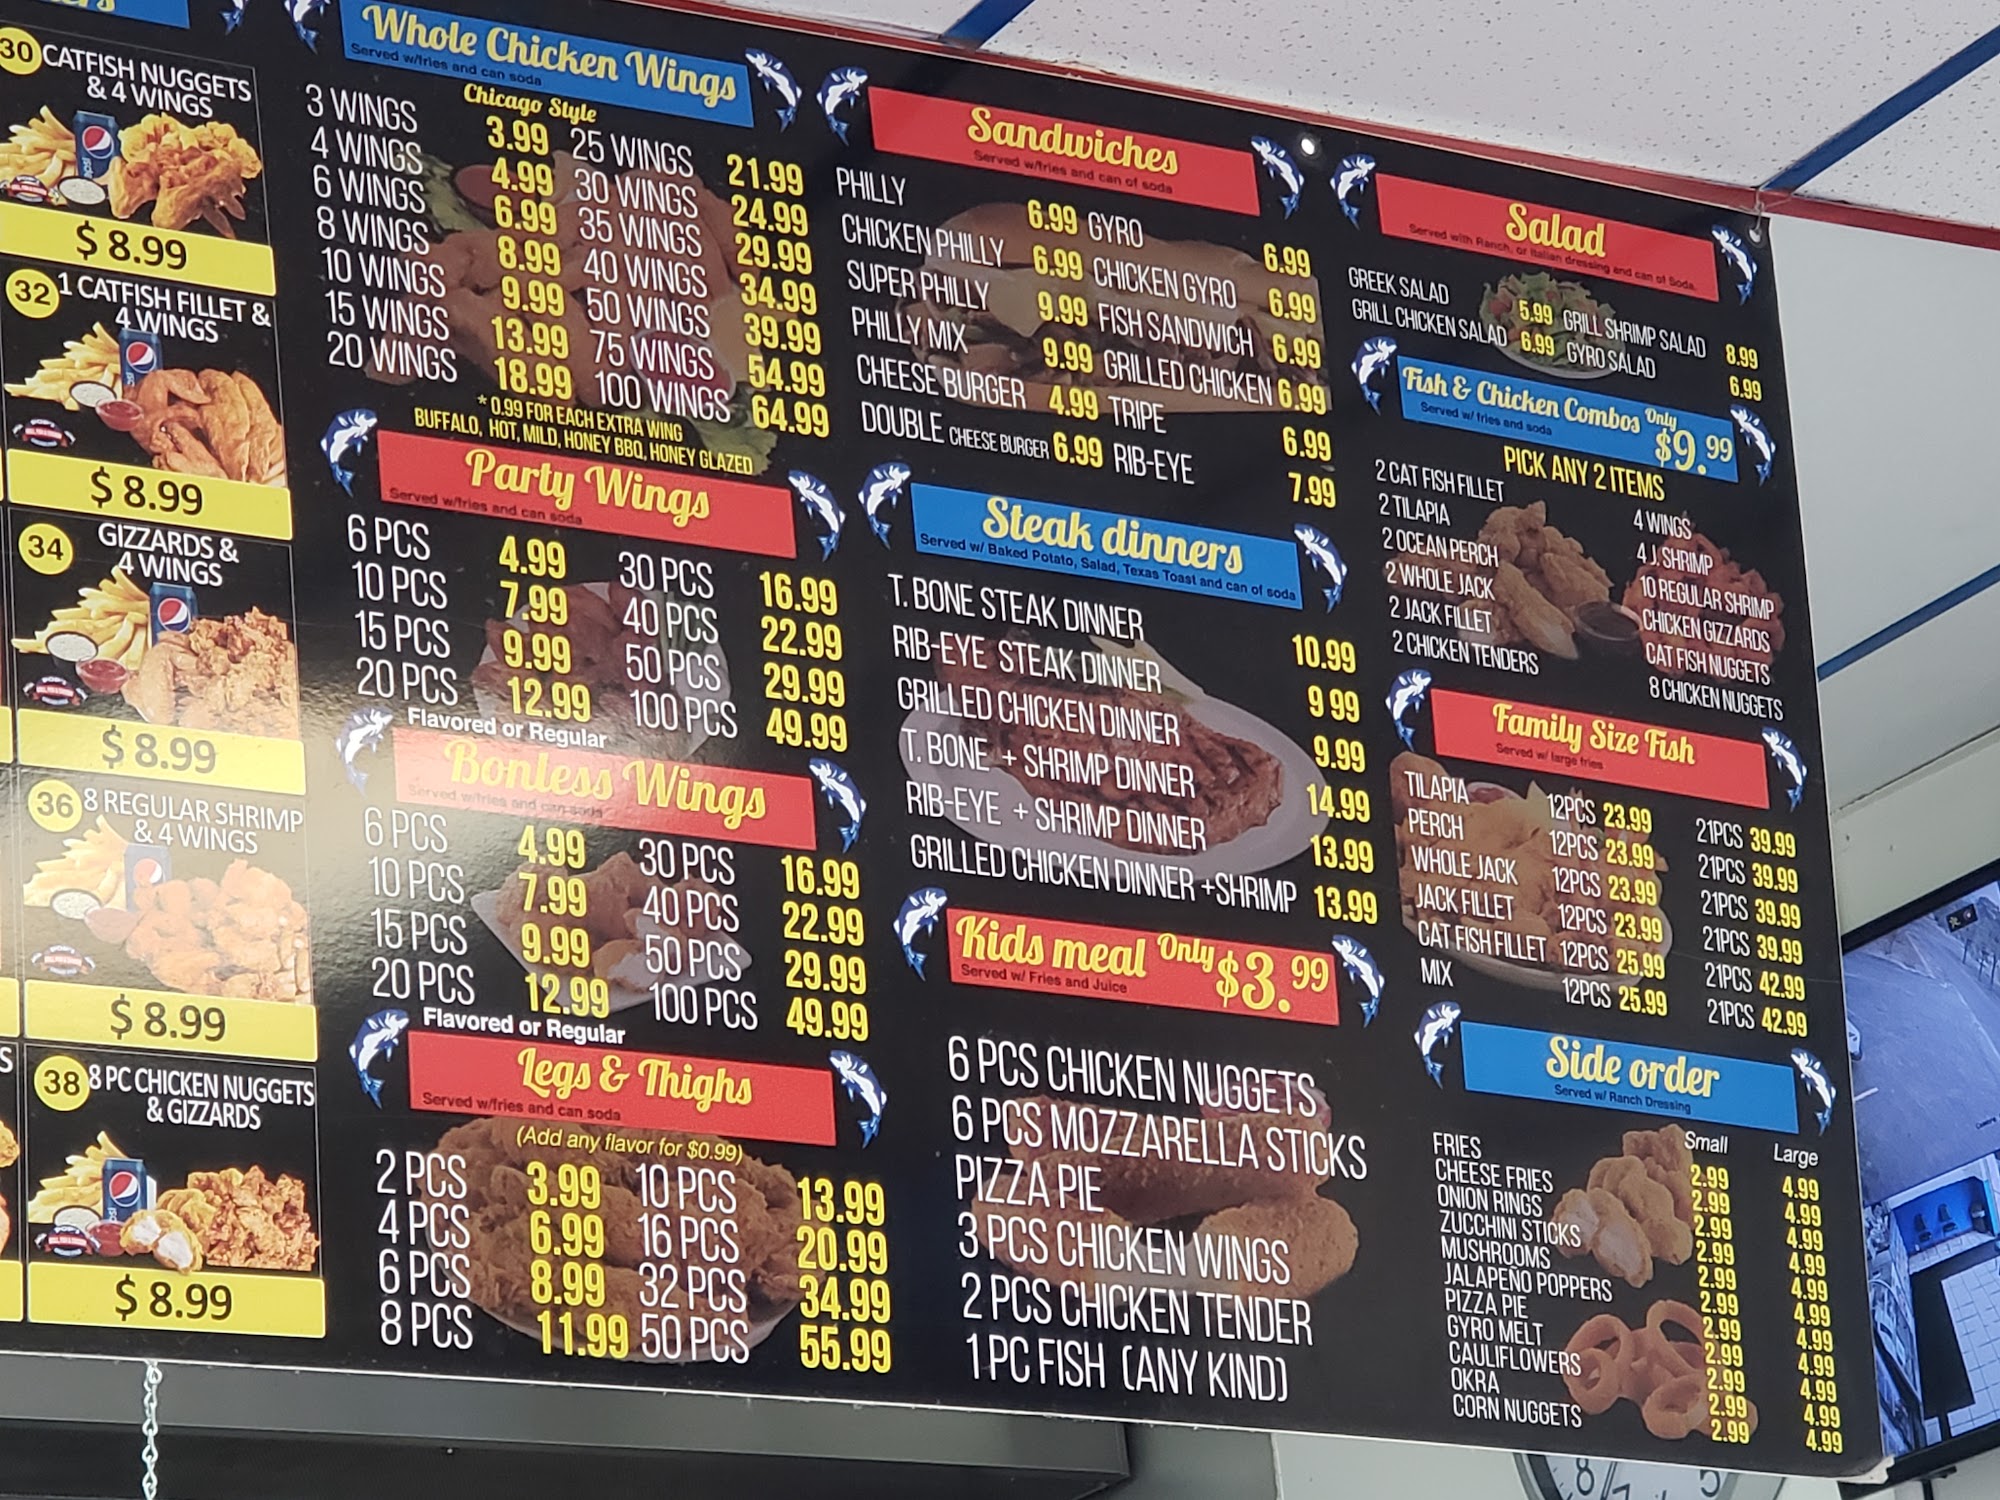 30 CATFISH NUGGETS
& 4 WINGS
$ 8.99
32 1 CATFISH FILLET &
4 WINGS
$ 8.99
34 GIZZARDS &
4 WINGS
$ 8.99
36 8 REGULAR SHRIMP
& 4 WINGS
$ 8.99
38 8 PC CHICKEN NUGGETS
& GIZZARDS
$ 8.99
Whole Chicken Wings
Served w/fries and can soda
Chicago Style
3 WINGS 3.99 25 WINGS 21.99
4 WINGS 4.99 30 WINGS 24.99
6 WINGS 6.99 35 WINGS 29.99
8 WINGS 8.99 40 WINGS 34.99
10 WINGS 9.99 50 WINGS 39.99
15 WINGS 13.99 75 WINGS 54.99
20 WINGS 18.99 100 WINGS 64.99
* 0.99 FOR EACH EXTRA WING
BUFFALO, HOT, MILD, HONEY BBQ, HONEY GLAZED
Party Wings
Served w/fries and can soda
6 PCS 4.99 30 PCS 16.99
10 PCS 7.99 40 PCS 22.99
15 PCS 9.99 50 PCS 29.99
20 PCS 12.99 100 PCS 49.99
Flavored or Regular
Bonless Wings
Served w/fries and can soda
6 PCS 4.99 30 PCS 16.99
10 PCS 7.99 40 PCS 22.99
15 PCS 9.99 50 PCS 29.99
20 PCS 12.99 100 PCS 49.99
Flavored or Regular
Legs & Thighs
Served w/fries and can soda
(Add any flavor for $0.99)
2 PCS 3.99 10 PCS 13.99
4 PCS 6.99 16 PCS 20.99
6 PCS 8.99 32 PCS 34.99
8 PCS 11.99 50 PCS 55.99
Sandwiches
Served w/fries and can of soda
PHILLY 6.99 GYRO 6.99
CHICKEN PHILLY 6.99 CHICKEN GYRO 6.99
SUPER PHILLY 9.99 FISH SANDWICH 6.99
PHILLY MIX 9.99 GRILLED CHICKEN 6.99
CHEESE BURGER 4.99 TRIPE 6.99
DOUBLE CHEESE BURGER 6.99 RIB-EYE 7.99
Steak dinners
Served w/ Baked Potato, Salad, Texas Toast and can of soda
T. BONE STEAK DINNER 10.99
RIB-EYE STEAK DINNER 9 99
GRILLED CHICKEN DINNER 9.99
T. BONE + SHRIMP DINNER 14.99
RIB-EYE + SHRIMP DINNER 13.99
GRILLED CHICKEN DINNER +SHRIMP 13.99
Kids meal Only $3.99
Served w/ Fries and Juice
6 PCS CHICKEN NUGGETS
6 PCS MOZZARELLA STICKS
PIZZA PIE
3 PCS CHICKEN WINGS
2 PCS CHICKEN TENDER
1 PC FISH (ANY KIND)
Salad
Served with Ranch, or Italian dressing and can of Soda.
GREEK SALAD 5.99 GRILL SHRIMP SALAD 8.99
GRILL CHICKEN SALAD 6.99 GYRO SALAD 6.99
Fish & Chicken Combos Only $9.99
Served w/ fries and soda
PICK ANY 2 ITEMS
2 CAT FISH FILLET 4 WINGS
2 TILAPIA 4 J. SHRIMP
2 OCEAN PERCH 10 REGULAR SHRIMP
2 WHOLE JACK CHICKEN GIZZARDS
2 JACK FILLET CAT FISH NUGGETS
2 CHICKEN TENDERS 8 CHICKEN NUGGETS
Family Size Fish
Served w/ large fries
TILAPIA 12PCS 23.99 21PCS 39.99
PERCH 12PCS 23.99 21PCS 39.99
WHOLE JACK 12PCS 23.99 21PCS 39.99
JACK FILLET 12PCS 23.99 21PCS 39.99
CAT FISH FILLET 12PCS 25.99 21PCS 42.99
MIX 12PCS 25.99 21PCS 42.99
Side order
Served w/ Ranch Dressing
Small Large
FRIES 2.99 4.99
CHEESE FRIES 2.99 4.99
ONION RINGS 2.99 4.99
ZUCCHINI STICKS 2.99 4.99
MUSHROOMS 2.99 4.99
JALAPEÑO POPPERS 2.99 4.99
PIZZA PIE 2.99 4.99
GYRO MELT 2.99 4.99
CAULIFLOWERS 2.99 4.99
OKRA 2.99 4.99
CORN NUGGETS 2.99 4.99
8 7 5